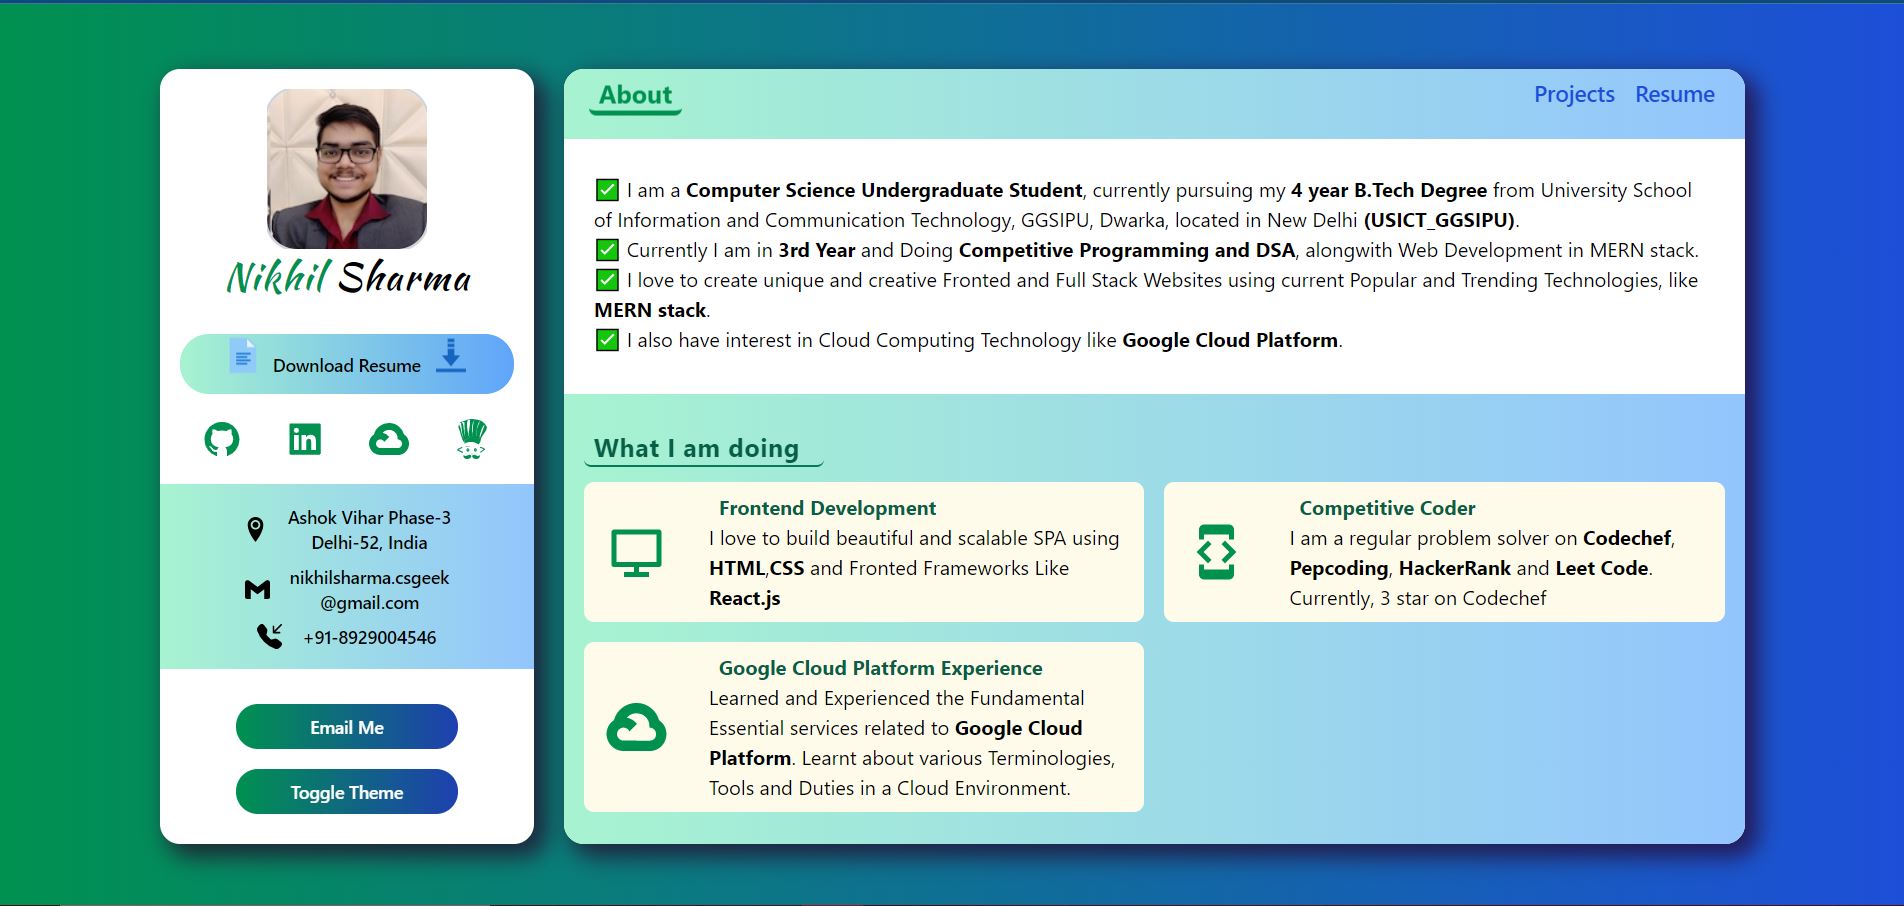 Nikhil Sharma
Download Resume
in
Ashok Vihar Phase-3
Delhi-52, India
nikhilsharma.csgeek
@gmail.com
+91-8929004546
Email Me
Toggle Theme
About
Projects Resume
✅ I am a Computer Science Undergraduate Student, currently pursuing my 4 year B.Tech Degree from University School
of Information and Communication Technology, GGSIPU, Dwarka, located in New Delhi (USICT_GGSIPU).
✅ Currently I am in 3rd Year and Doing Competitive Programming and DSA, alongwith Web Development in MERN stack.
✅ I love to create unique and creative Fronted and Full Stack Websites using current Popular and Trending Technologies, like
MERN stack.
✅ I also have interest in Cloud Computing Technology like Google Cloud Platform.
What I am doing
Frontend Development
I love to build beautiful and scalable SPA using
HTML,CSS and Fronted Frameworks Like
React.js
Competitive Coder
I am a regular problem solver on Codechef,
Pepcoding, HackerRank and Leet Code.
Currently, 3 star on Codechef
Google Cloud Platform Experience
Learned and Experienced the Fundamental
Essential services related to Google Cloud
Platform. Learnt about various Terminologies,
Tools and Duties in a Cloud Environment.